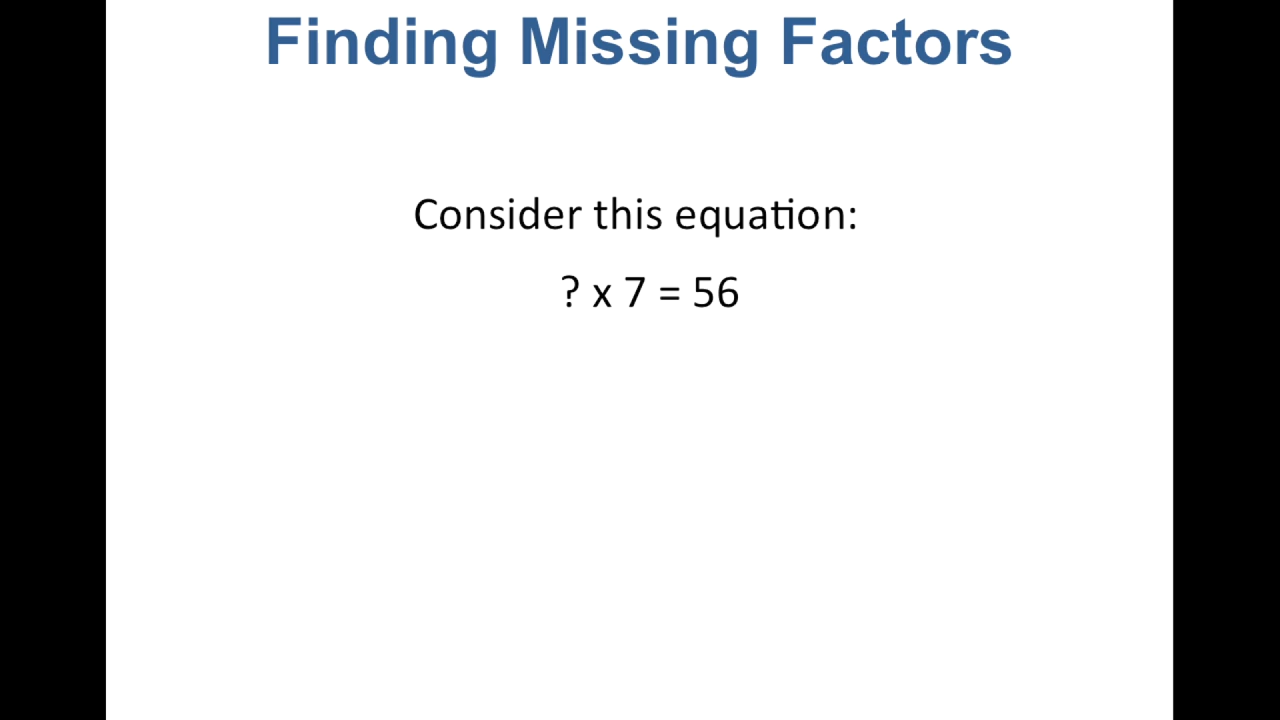 Finding Missing Factors
Consider this equation:
? x 7 = 56